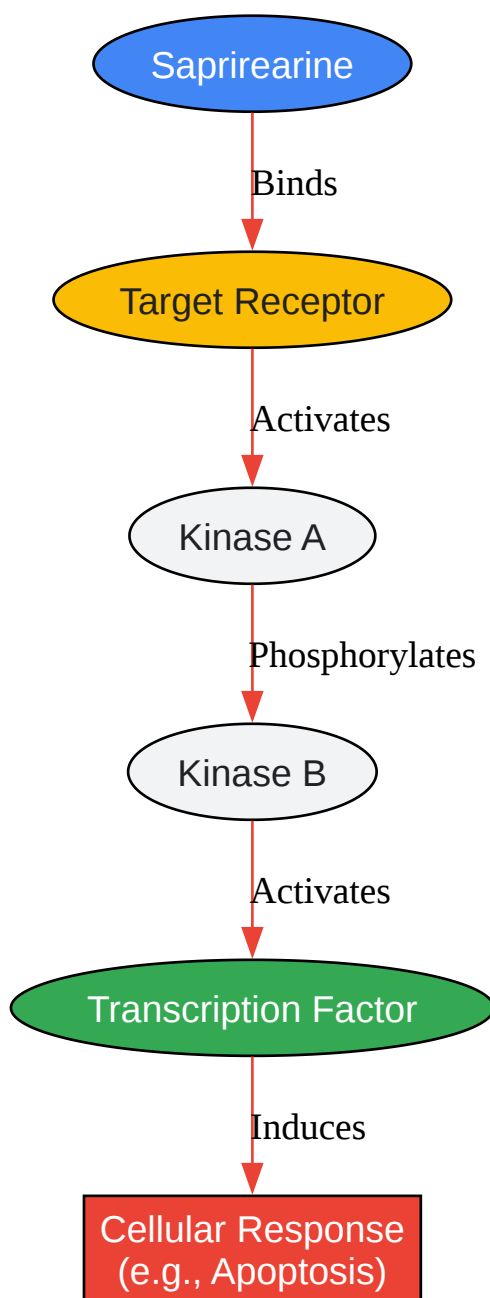 Saprirearine
Binds
Target Receptor
Activates
Kinase A
Phosphorylates
Kinase B
Activates
Transcription Factor
Induces
Cellular Response
(e.g., Apoptosis)